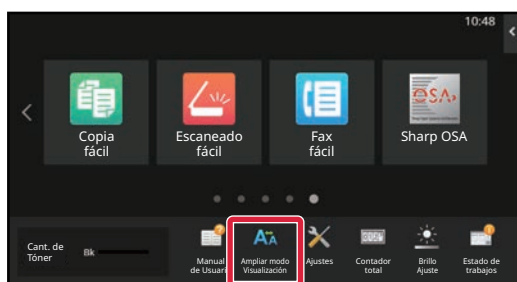 10:48
Copia
fácil
Escaneado
fácil
Fax
fácil
Sharp OSA
Cant. de
Tóner
Bk
Manual
de Usuari
Ampliar modo
Visualización
Ajustes
Contador
total
Brillo
Ajuste
Estado de
trabajos